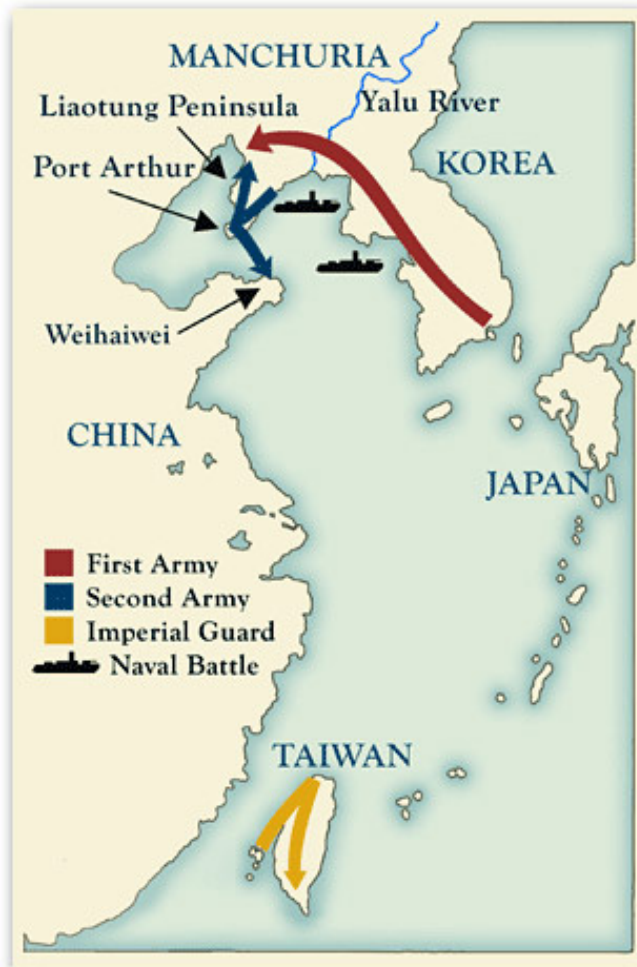 MANCHURIA
Liaotung Peninsula
Yalu River
Port Arthur
KOREA
Weihaiwei
CHINA
JAPAN
First Army
Second Army
Imperial Guard
Naval Battle
TAIWAN